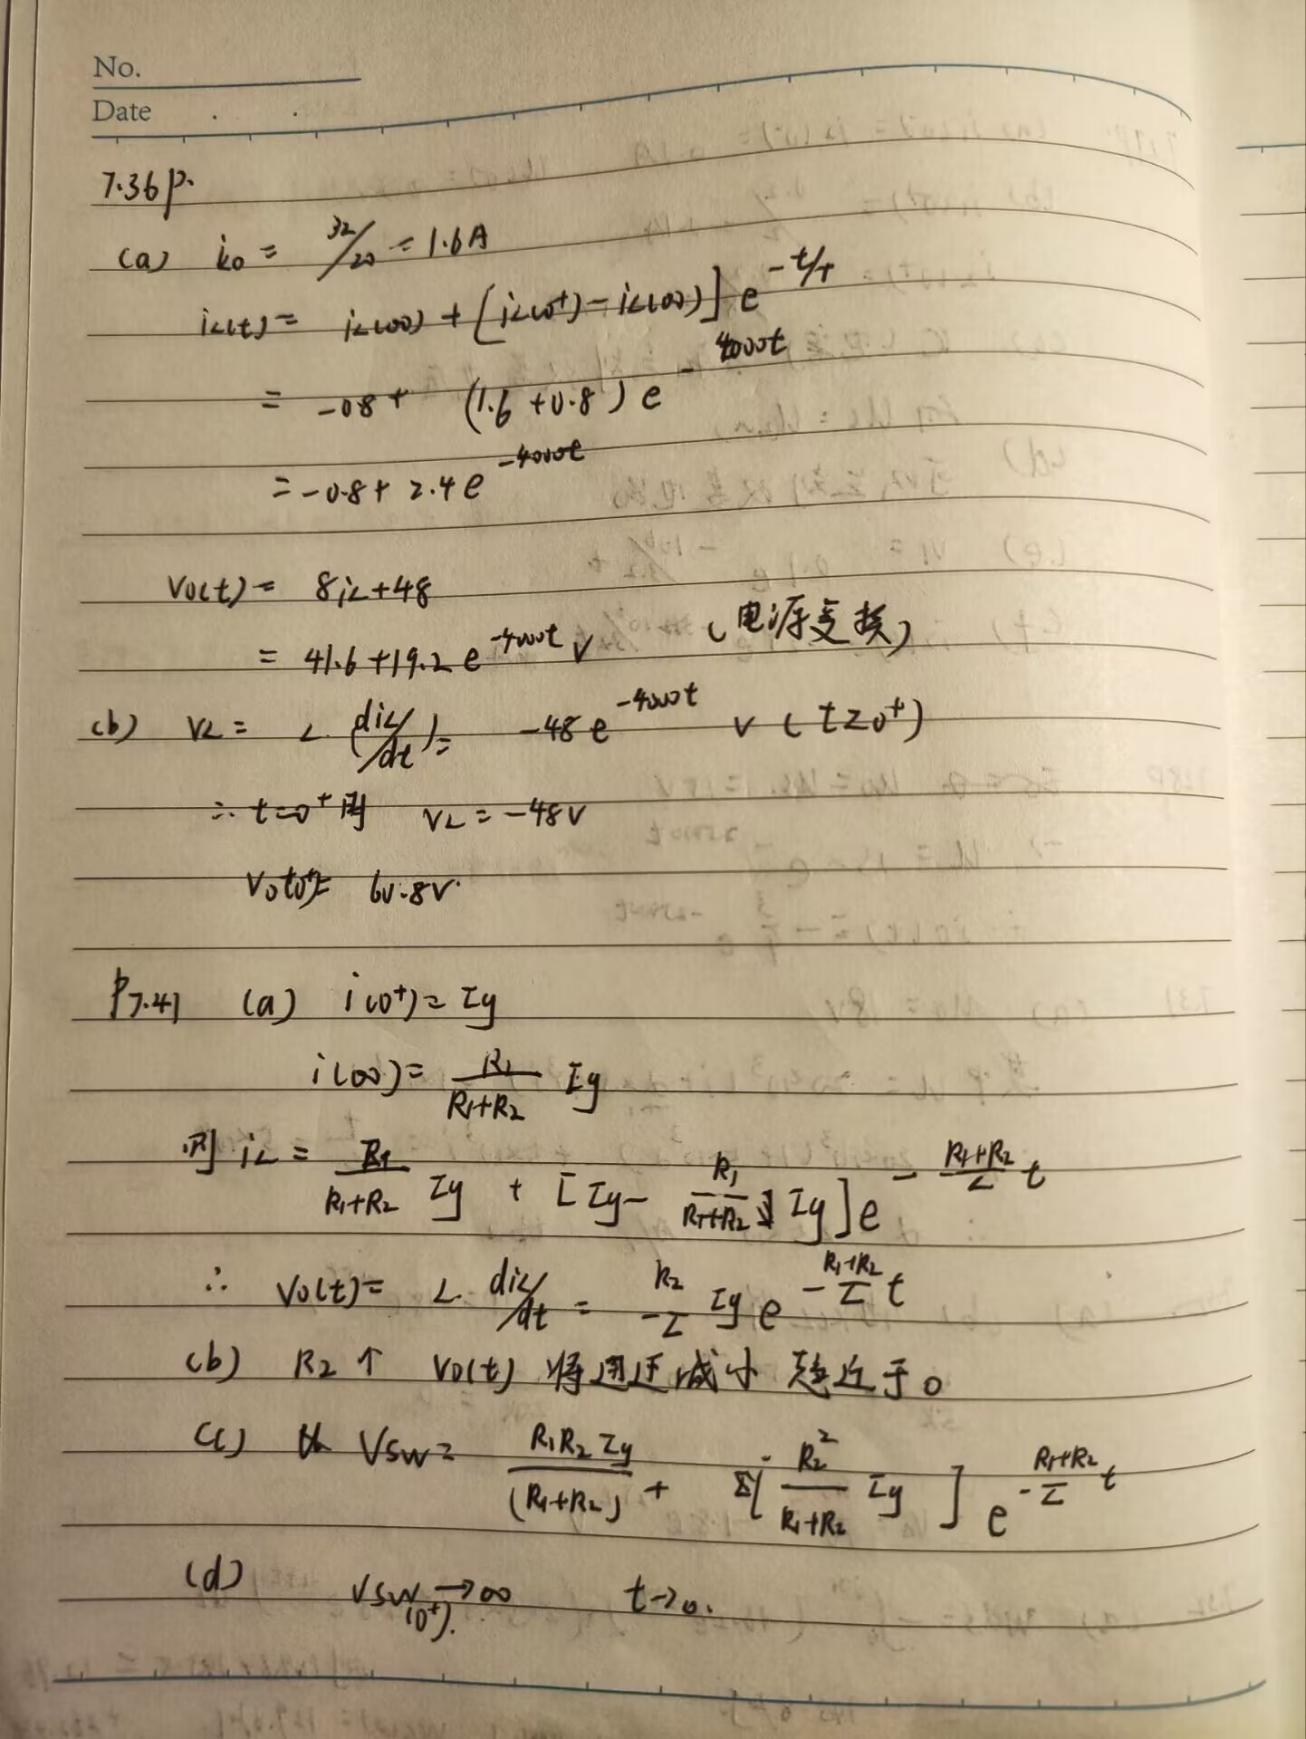 No.
Date
7.36p.
(a) i₀ = 32/20 = 1.6A
iL(t) = iL(∞) + [iL(0⁺) - iL(∞)] e^{-t/τ}
= -0.8 + (1.6 + 0.8) e^{-4000t}
= -0.8 + 2.4 e^{-4000t}
V₀(t) = 8iL + 48
= 41.6 + 19.2 e^{-4000t} V (电源变换)
(b) VL = L (diL/dt) = -48 e^{-4000t} V (t≥0⁺)
∴ t=0⁺时 VL = -48V
V₀(0⁺) = 60.8V.
P7.41 (a) i(0⁺) = Ig
i(∞) = R₁/(R₁+R₂) Ig
则 iL = R₁/(R₁+R₂) Ig + [Ig - R₁/(R₁+R₂) Ig] e^{-(R₁+R₂)/L t}
∴ V₀(t) = L · diL/dt = -R₂/L Ig e^{-(R₁+R₂)/L t}
(b) R₂↑ V₀(t) 将迅速减小 趋近于0
(c) Vsw = R₁R₂Ig/(R₁+R₂) + [R₂²/(R₁+R₂) Ig] e^{-(R₁+R₂)/L t}
(d) Vsw(0⁺) → ∞ t→0.